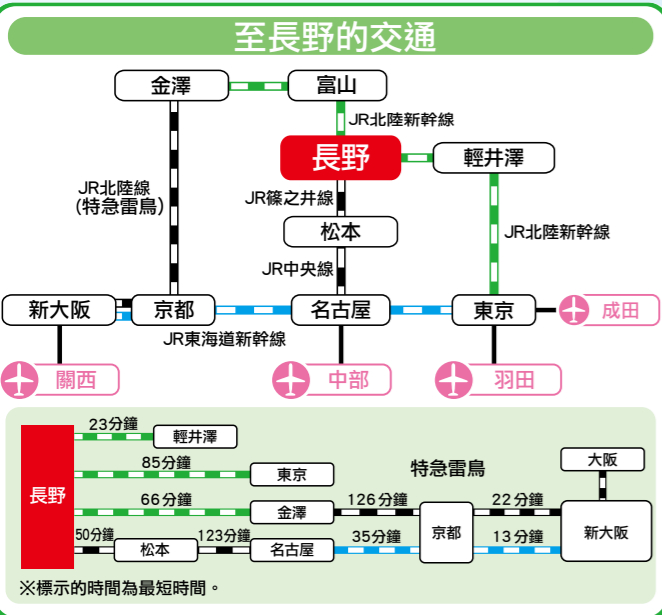 至長野的交通
金澤
富山
JR北陸新幹線
長野
輕井澤
JR北陸線
(特急雷鳥)
JR篠之井線
松本
JR北陸新幹線
JR中央線
新大阪
京都
名古屋
東京
成田
JR東海道新幹線
關西
中部
羽田
23分鐘
輕井澤
85分鐘
東京
特急雷鳥
大阪
長野
66分鐘
金澤
126分鐘
22分鐘
京都
新大阪
50分鐘
松本
123分鐘
名古屋
35分鐘
13分鐘
※標示的時間為最短時間。